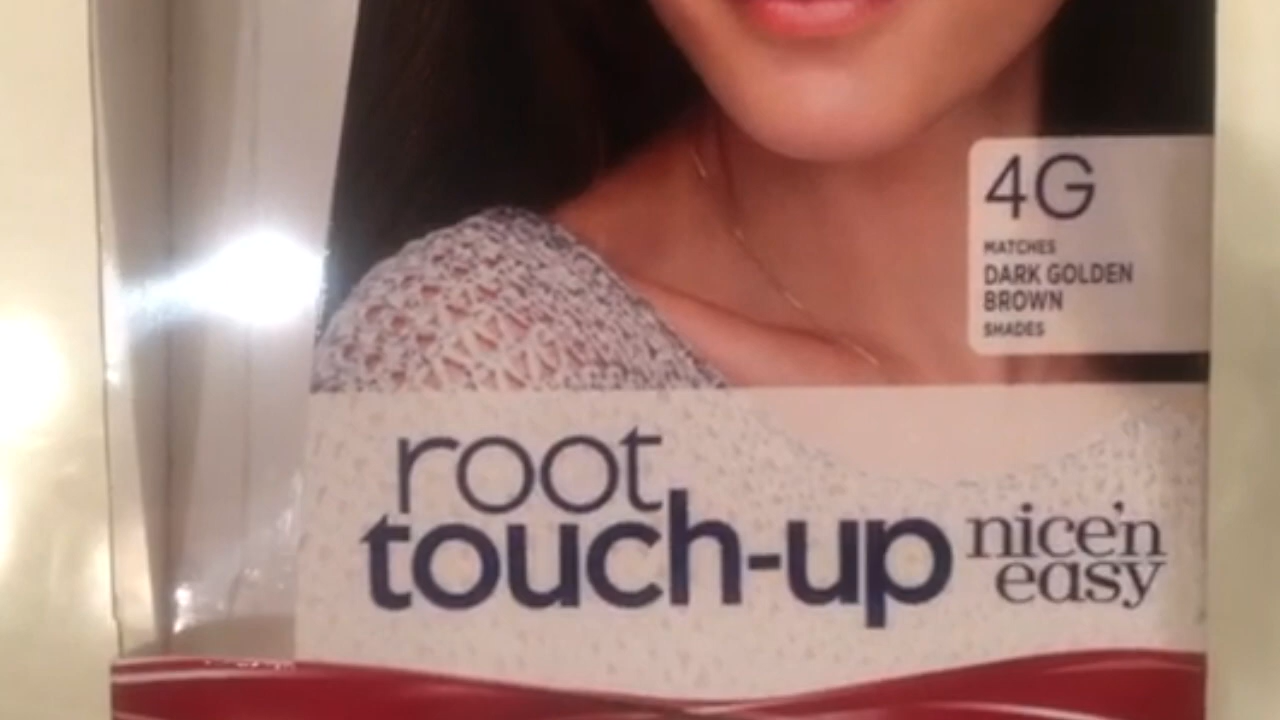 4G
MATCHES
DARK GOLDEN
BROWN
SHADES
root
touch-up
nice'n
easy